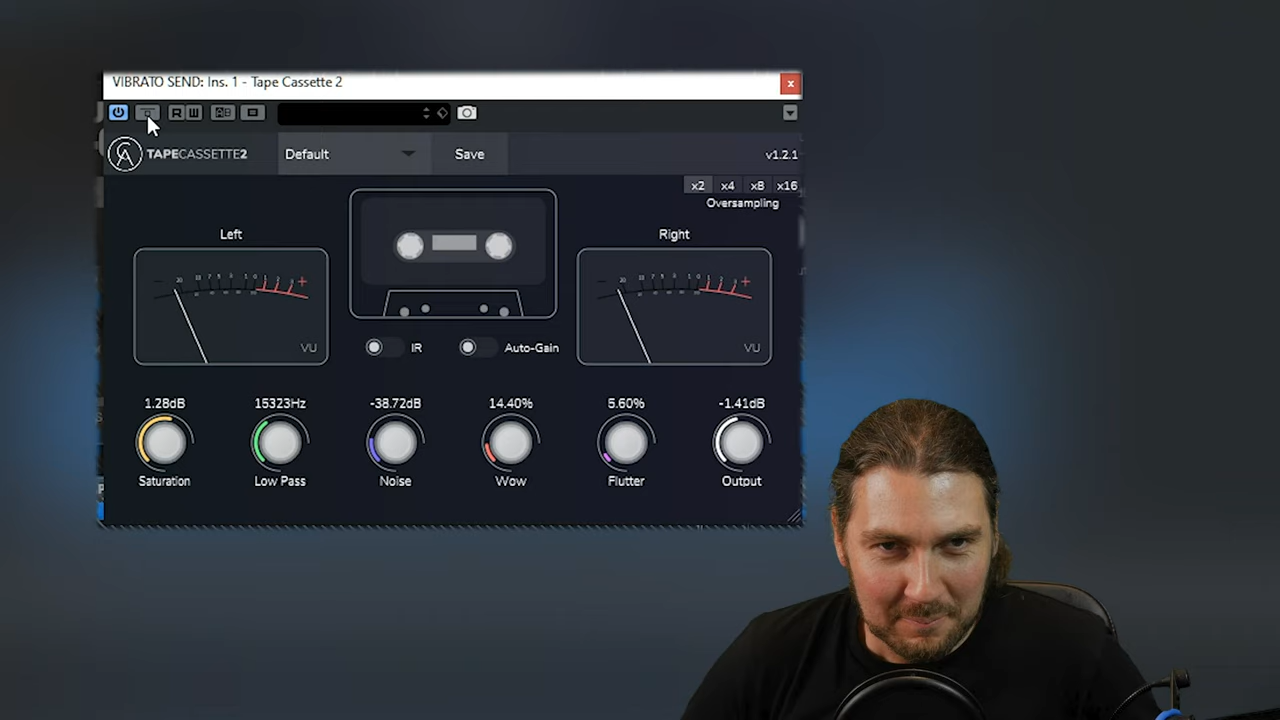 VIBRATO SEND: Ins. 1 - Tape Cassette 2
x
R W
TAPECASSETTE2
Default
Save
v1.2.1
x2 x4 x8 x16
Oversampling
Left
Right
VU
VU
IR
Auto-Gain
1.28dB
15323Hz
-38.72dB
14.40%
5.60%
-1.41dB
Saturation
Low Pass
Noise
Wow
Flutter
Output